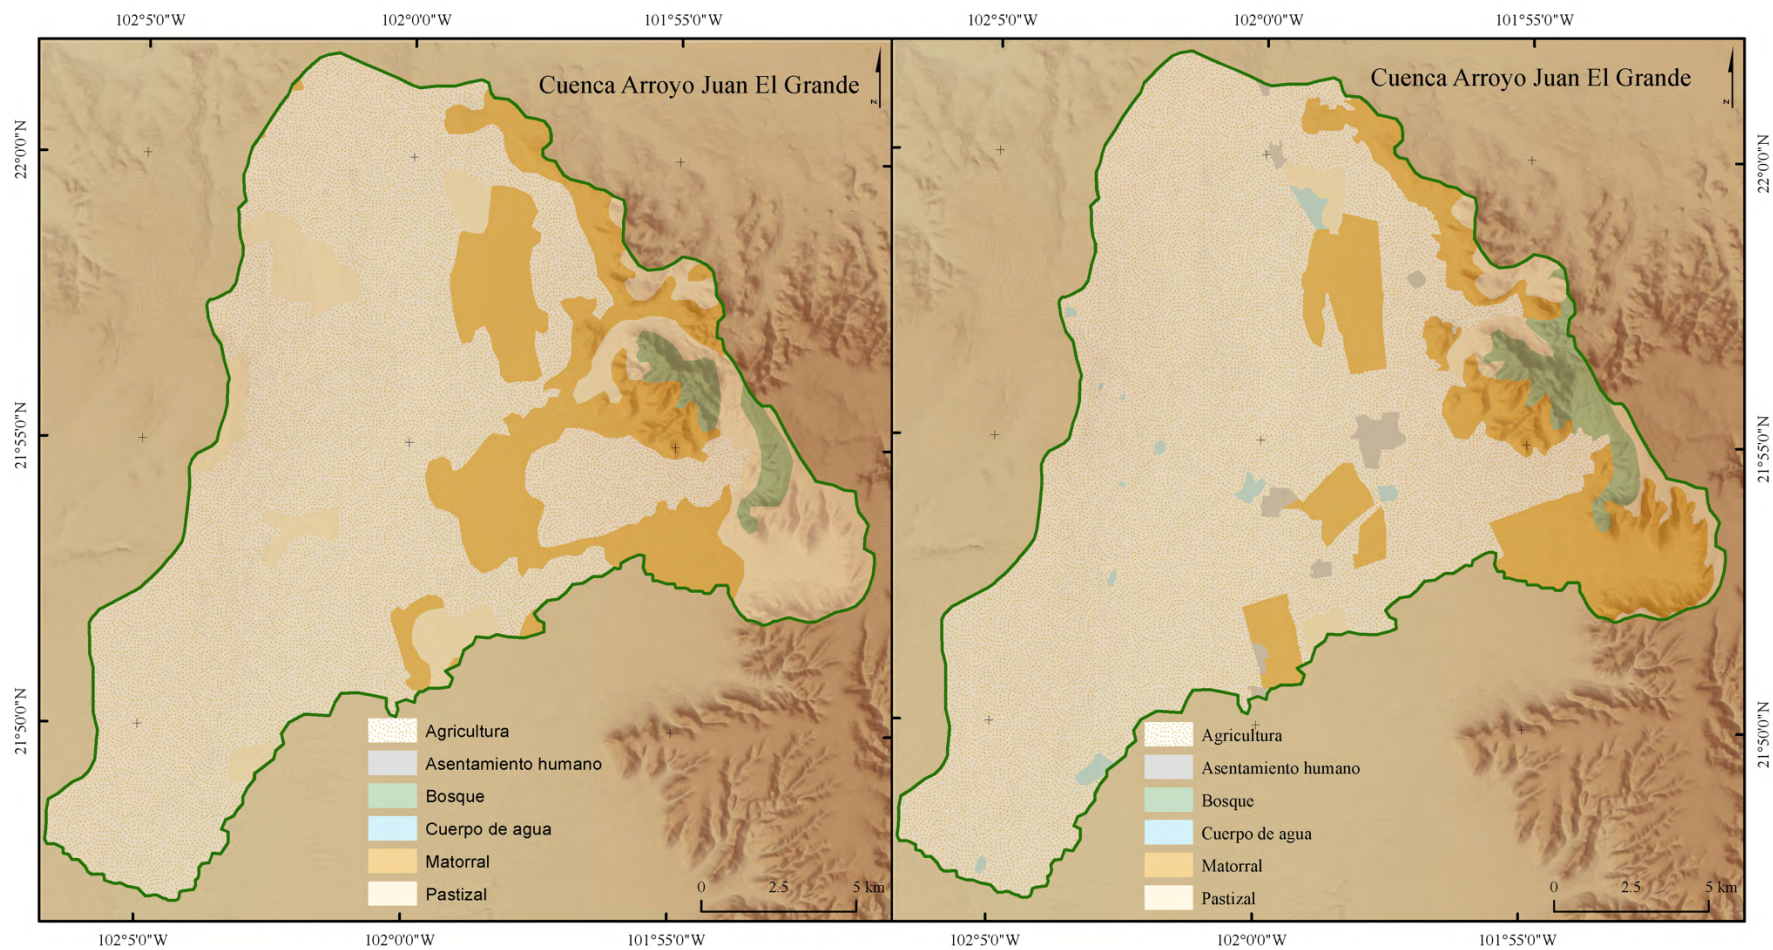 102°5'0"W 102°0'0"W 101°55'0"W 102°5'0"W 102°0'0"W 101°55'0"W
Cuenca Arroyo Juan El Grande
N
Cuenca Arroyo Juan El Grande
N
22°0'0"N
21°55'0"N
21°50'0"N
22°0'0"N
21°55'0"N
21°50'0"N
Agricultura
Asentamiento humano
Bosque
Cuerpo de agua
Matorral
Pastizal
0 2.5 5 km
Agricultura
Asentamiento humano
Bosque
Cuerpo de agua
Matorral
Pastizal
0 2.5 5 km
102°5'0"W 102°0'0"W 101°55'0"W 102°5'0"W 102°0'0"W 101°55'0"W